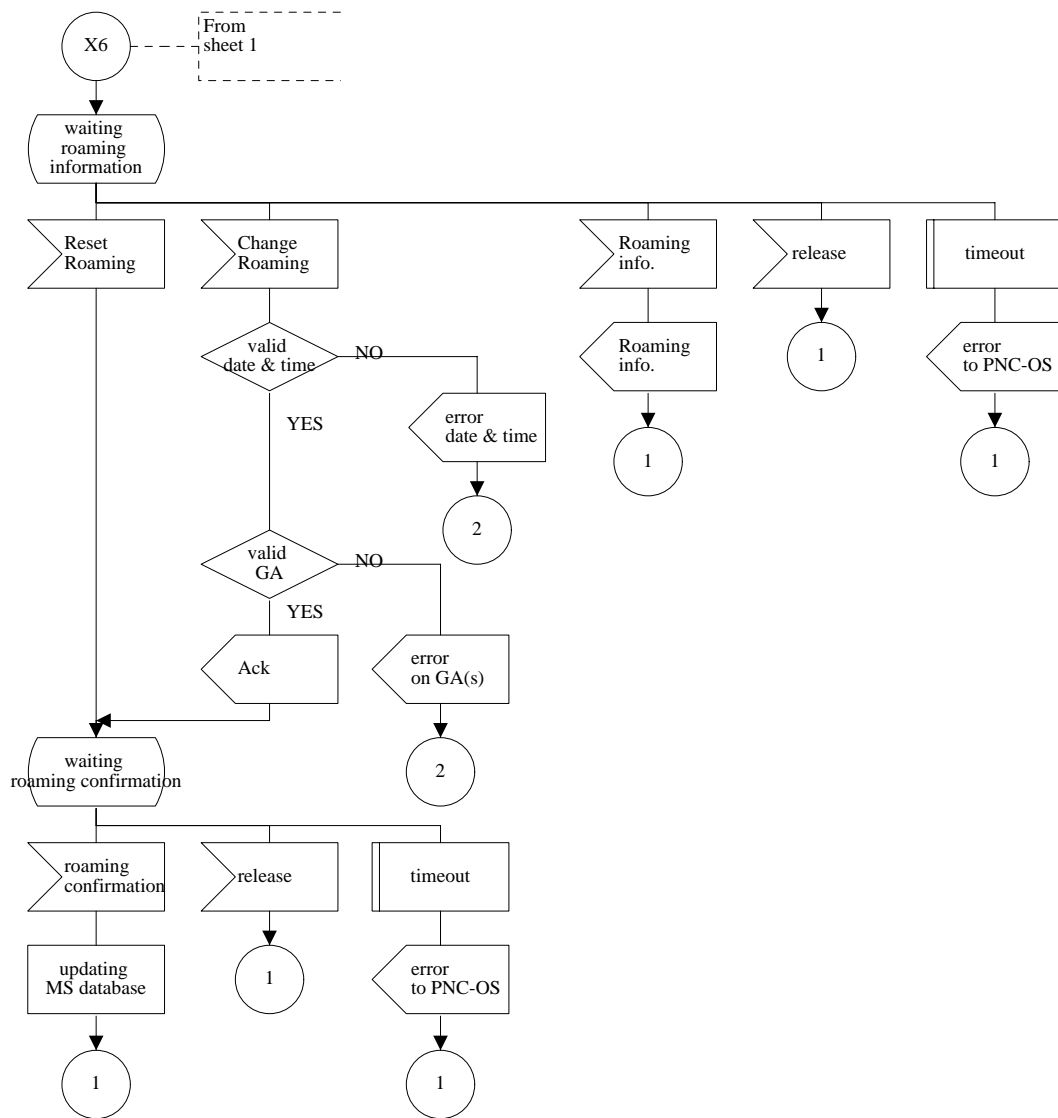 X6
From
sheet 1
waiting
roaming
information
Reset
Roaming
Change
Roaming
Roaming
info.
release
timeout
valid
date & time
NO
Roaming
info.
1
error
to PNC-OS
YES
error
date & time
1
1
2
valid
GA
NO
YES
Ack
error
on GA(s)
waiting
roaming confirmation
2
roaming
confirmation
release
timeout
updating
MS database
1
error
to PNC-OS
1
1